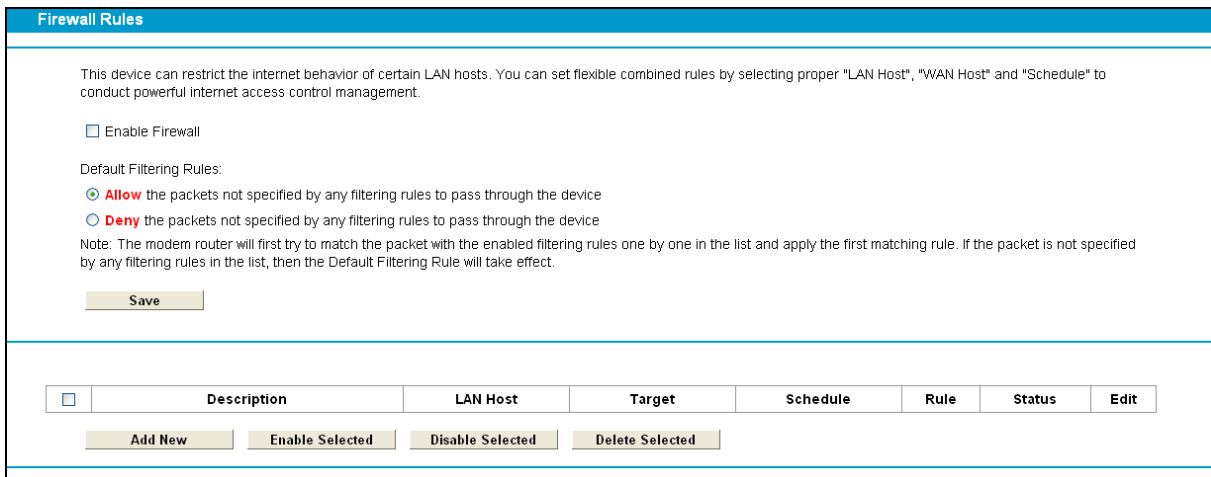 Firewall Rules
This device can restrict the internet behavior of certain LAN hosts. You can set flexible combined rules by selecting proper "LAN Host", "WAN Host" and "Schedule" to
conduct powerful internet access control management.
Enable Firewall
Default Filtering Rules:
Allow the packets not specified by any filtering rules to pass through the device
Deny the packets not specified by any filtering rules to pass through the device
Note: The modem router will first try to match the packet with the enabled filtering rules one by one in the list and apply the first matching rule. If the packet is not specified
by any filtering rules in the list, then the Default Filtering Rule will take effect.
Save
Description LAN Host Target Schedule Rule Status Edit
Add New Enable Selected Disable Selected Delete Selected